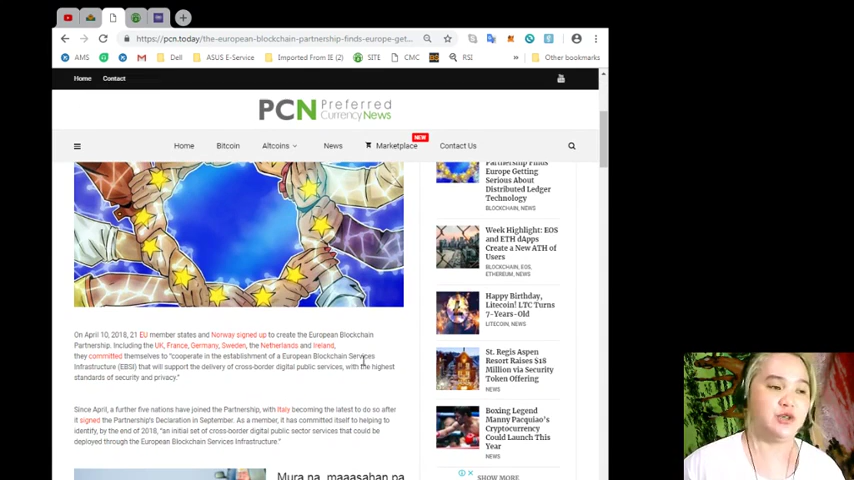 https://pcn.today/the-european-blockchain-partnership-finds-europe-get...
AMS
Dell
ASUS E-Service
Imported From IE (2)
SITE
CMC
RSI
»
Other bookmarks
Home
Contact
PCN Preferred
Currency News
NEW
Home
Bitcoin
Altcoins
News
Marketplace
Contact Us
On April 10, 2018, 21 EU member states and Norway signed up to create the European Blockchain
Partnership. Including the UK, France, Germany, Sweden, the Netherlands and Ireland,
they committed themselves to "cooperate in the establishment of a European Blockchain Services
Infrastructure (EBSI) that will support the delivery of cross-border digital public services, with the highest
standards of security and privacy."
Since April, a further five nations have joined the Partnership, with Italy becoming the latest to do so after
it signed the Partnership's Declaration in September. As a member, it has committed itself to helping to
identity, by the end of 2018, "an initial set of cross-border digital public sector services that could be
deployed through the European Blockchain Services Infrastructure."
Mura na, maaasahan pa
Partnership Finds
Europe Getting
Serious About
Distributed Ledger
Technology
BLOCKCHAIN, NEWS
Week Highlight: EOS
and ETH dApps
Create a New ATH of
Users
BLOCKCHAIN, EOS,
ETHEREUM, NEWS
Happy Birthday,
Litecoin! LTC Turns
7-Years-Old
LITECOIN, NEWS
St. Regis Aspen
Resort Raises $18
Million via Security
Token Offering
Boxing Legend
Manny Pacquiao's
Cryptocurrency
Could Launch This
Year
NEWS
SHOW MORE